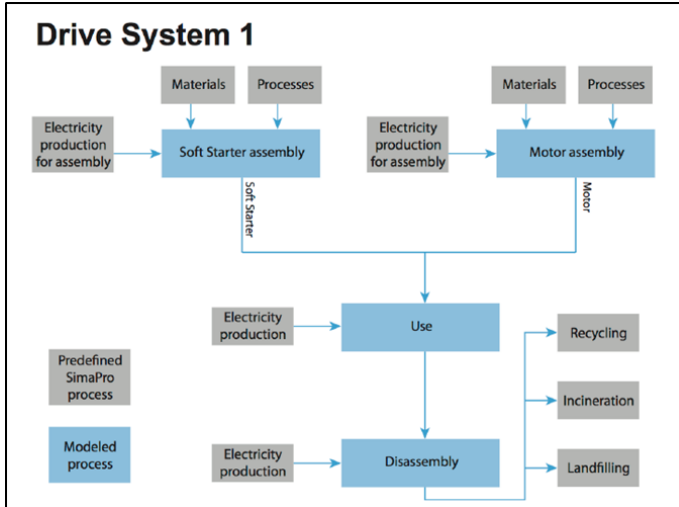 Drive System 1
Materials
Processes
Materials
Processes
Electricity
production
for assembly
Soft Starter assembly
Electricity
production
for assembly
Motor assembly
Soft Starter
Motor
Electricity
production
Use
Recycling
Predefined
SimaPro
process
Incineration
Modeled
process
Electricity
production
Disassembly
Landfilling